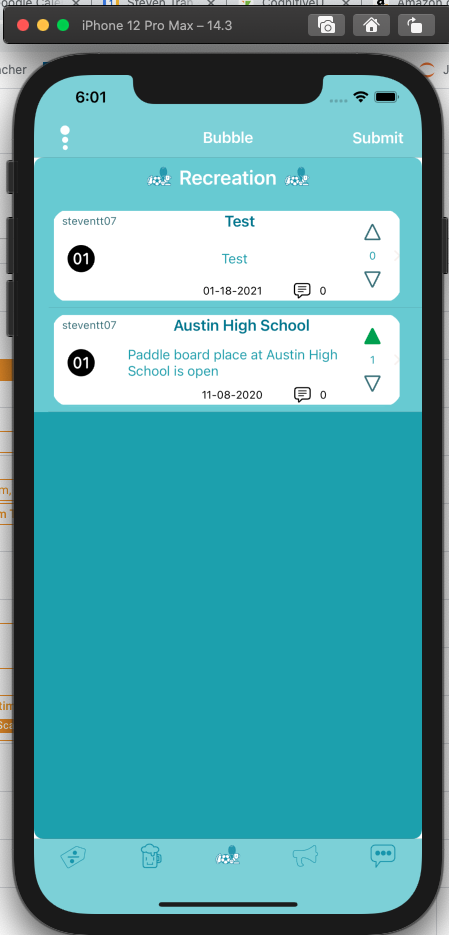 iPhone 12 Pro Max – 14.3
6:01
Bubble
Submit
Recreation
steventt07
Test
01
Test
0
01-18-2021
0
steventt07
Austin High School
01
Paddle board place at Austin High
School is open
1
11-08-2020
0